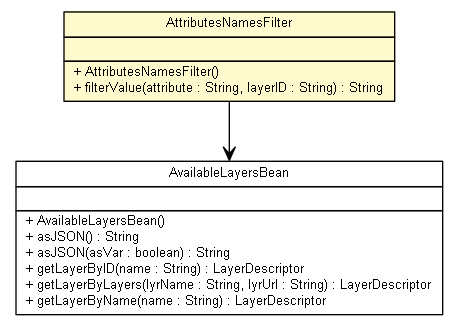 AttributesNamesFilter
+ AttributesNamesFilter()
+ filterValue(attribute : String, layerID : String) : String
AvailableLayersBean
+ AvailableLayersBean()
+ asJSON() : String
+ asJSON(asVar : boolean) : String
+ getLayerByID(name : String) : LayerDescriptor
+ getLayerByLayers(lyrName : String, lyrUrl : String) : LayerDescriptor
+ getLayerByName(name : String) : LayerDescriptor